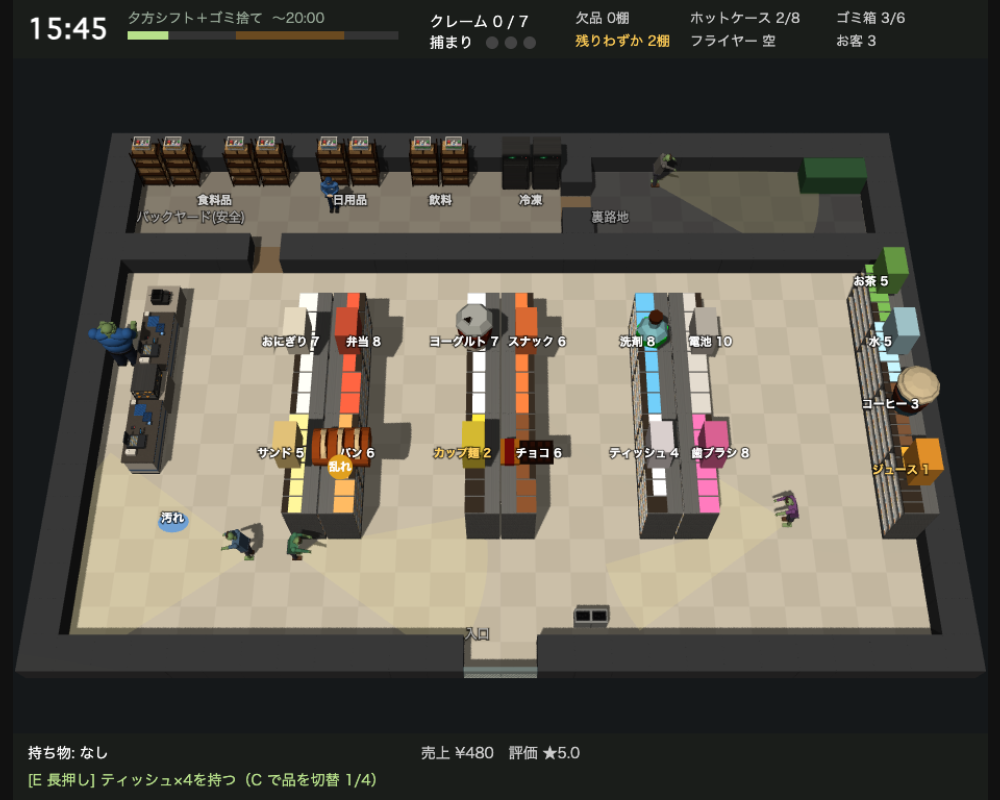 15:45
夕方シフト＋ゴミ捨て ～20:00
クレーム 0 / 7
捕まり
欠品 0棚
残りわずか 2棚
ホットケース 2/8
フライヤー 空
ゴミ箱 3/6
お客 3
食料品
日用品
飲料
冷凍
バックヤード(安全)
裏路地
お茶 5
おにぎり 7
弁当 8
ヨーグルト 7
スナック 6
洗剤 8
電池 10
水 5
コーヒー 3
サンド 5
パン 6
カップ麺 2
チョコ 6
ティッシュ 4
歯ブラシ 8
ジュース 1
乱れ
汚れ
入口
持ち物: なし
売上 ¥480 評価 ★5.0
[E 長押し] ティッシュ×4を持つ（C で品を切替 1/4）